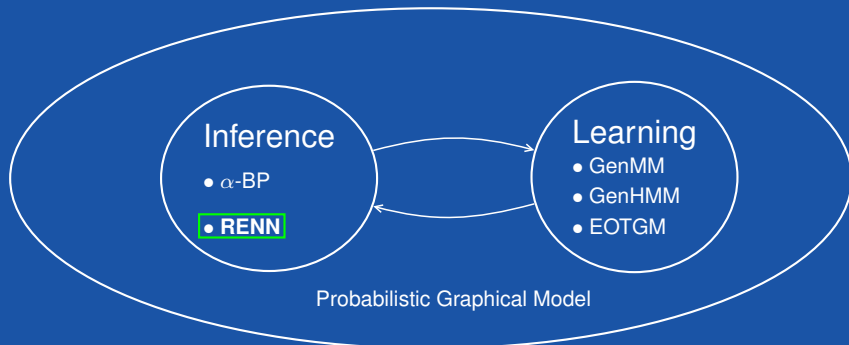 Inference
• α-BP
• RENN
Learning
• GenMM
• GenHMM
• EOTGM
Probabilistic Graphical Model